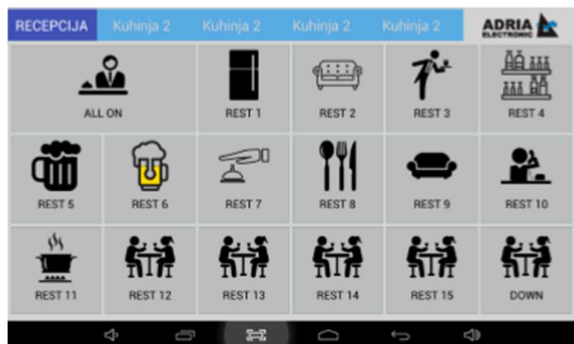 RECEPCIJA Kuhinja 2 Kuhinja 2 Kuhinja 2 Kuhinja 2 ADRIA
ELECTRONIC
ALL ON REST 1 REST 2 REST 3 REST 4
REST 5 REST 6 REST 7 REST 8 REST 9 REST 10
REST 11 REST 12 REST 13 REST 14 REST 15 DOWN